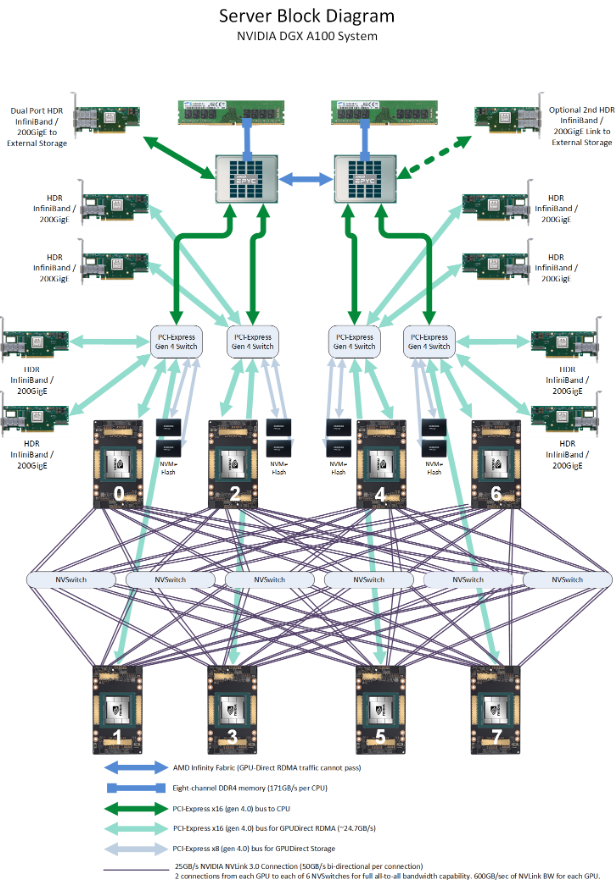 Server Block Diagram
NVIDIA DGX A100 System
Dual Port HDR
InfiniBand /
200GigE to
External Storage
Optional 2nd HDR
InfiniBand /
200GigE Link to
External Storage
EPYC
EPYC
HDR
InfiniBand /
200GigE
HDR
InfiniBand /
200GigE
HDR
InfiniBand /
200GigE
HDR
InfiniBand /
200GigE
PCI-Express
Gen 4 Switch
PCI-Express
Gen 4 Switch
PCI-Express
Gen 4 Switch
PCI-Express
Gen 4 Switch
HDR
InfiniBand /
200GigE
HDR
InfiniBand /
200GigE
HDR
InfiniBand /
200GigE
HDR
InfiniBand /
200GigE
NVMe
Flash
NVMe
Flash
NVMe
Flash
NVMe
Flash
0
2
4
6
NVSwitch
NVSwitch
NVSwitch
NVSwitch
NVSwitch
NVSwitch
1
3
5
7
AMD Infinity Fabric (GPU-Direct RDMA traffic cannot pass)
Eight-channel DDR4 memory (171GB/s per CPU)
PCI-Express x16 (gen 4.0) bus to CPU
PCI-Express x16 (gen 4.0) bus for GPUDirect RDMA (~24.7GB/s)
PCI-Express x8 (gen 4.0) bus for GPUDirect Storage
25GB/s NVIDIA NVLink 3.0 Connection (50GB/s bi-directional per connection)
2 connections from each GPU to each of 6 NVSwitches for full all-to-all bandwidth capability. 600GB/sec of NVLink BW for each GPU.